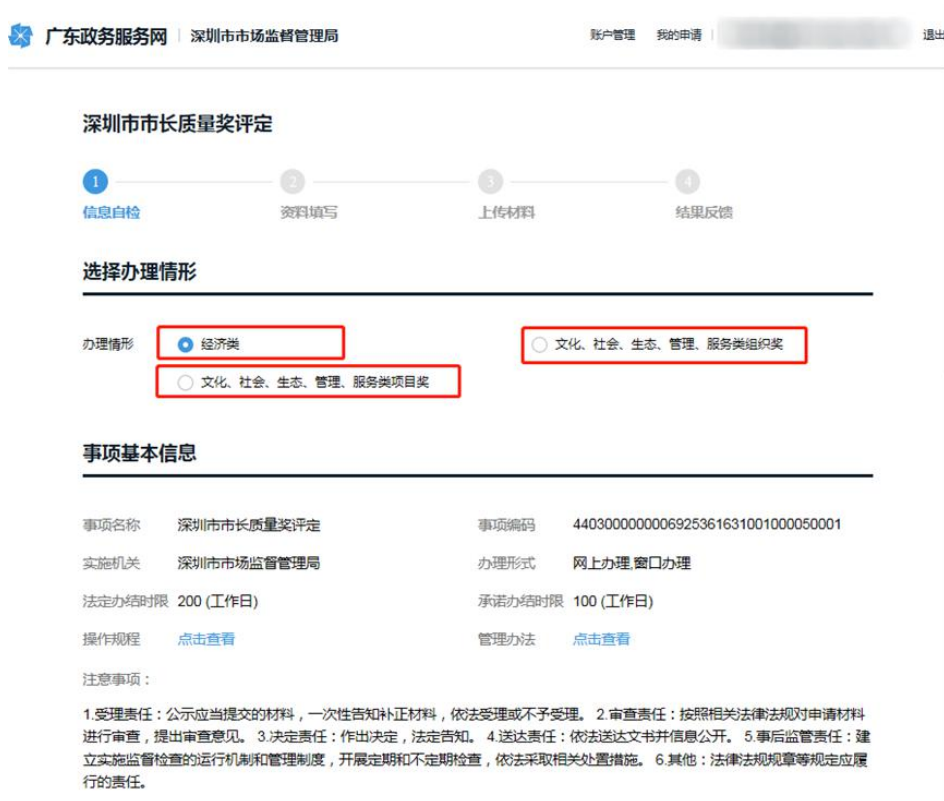 广东政务服务网 深圳市市场监督管理局 账户管理 我的申请 退出
深圳市市长质量奖评定
1 2 3 4
信息自检 资料填写 上传材料 结果反馈
选择办理情形
办理情形 经济类 文化、社会、生态、管理、服务类组织奖
文化、社会、生态、管理、服务类项目奖
事项基本信息
事项名称 深圳市市长质量奖评定 事项编码 4403000000006925361631001000050001
实施机关 深圳市市场监督管理局 办理形式 网上办理,窗口办理
法定办结时限 200 (工作日) 承诺办结时限 100 (工作日)
操作规程 点击查看 管理办法 点击查看
注意事项：
1.受理责任：公示应当提交的材料，一次性告知补正材料，依法受理或不予受理。 2.审查责任：按照相关法律法规对申请材料
进行审查，提出审查意见。 3.决定责任：作出决定，法定告知。 4.送达责任：依法送达文书并信息公开。 5.事后监管责任：建
立实施监督检查的运行机制和管理制度，开展定期和不定期检查，依法采取相关处置措施。 6.其他：法律法规规章等规定应履
行的责任。